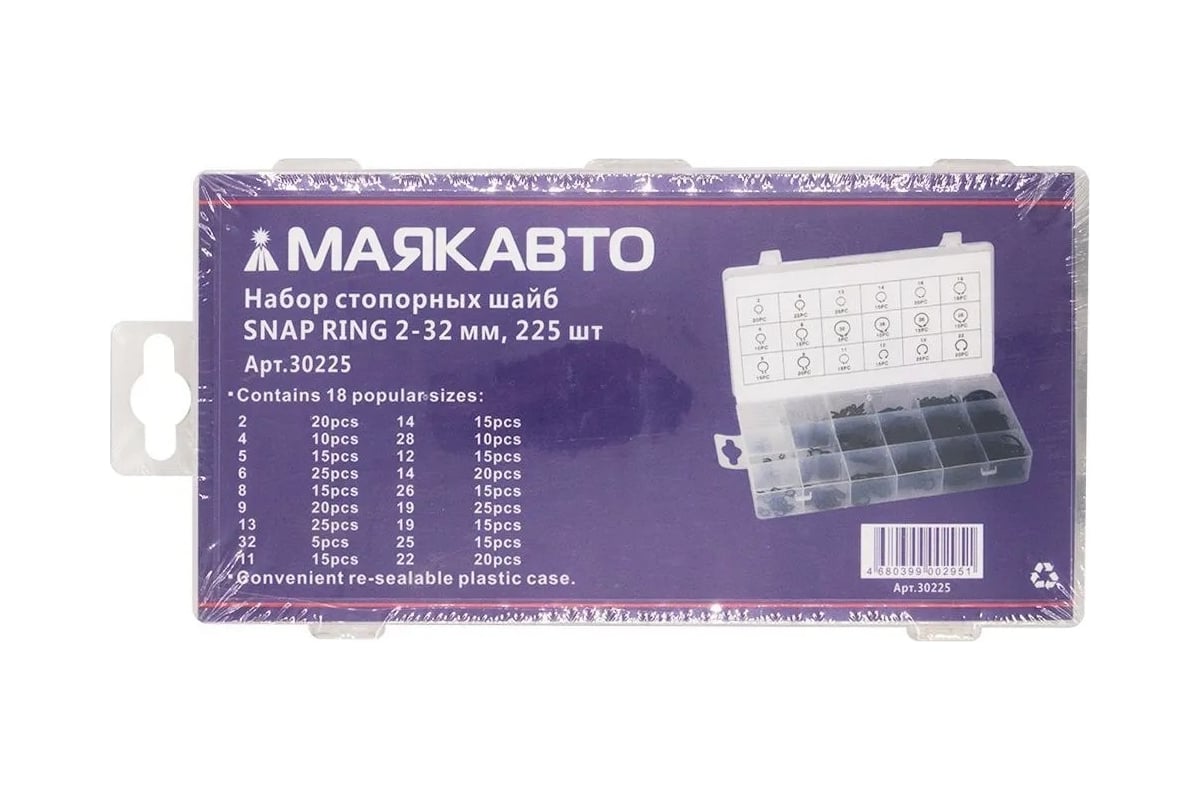 МАЯКАВТО
Набор стопорных шайб
SNAP RING 2-32 мм, 225 шт
Арт.30225
·Contains 18 popular sizes:
2 20pcs 14 15pcs
4 10pcs 28 10pcs
5 15pcs 12 15pcs
6 25pcs 14 20pcs
8 15pcs 26 15pcs
9 20pcs 19 25pcs
13 25pcs 19 15pcs
32 5pcs 25 15pcs
11 15pcs 22 20pcs
·Convenient re-sealable plastic case.
4 680399 002951
Арт.30225